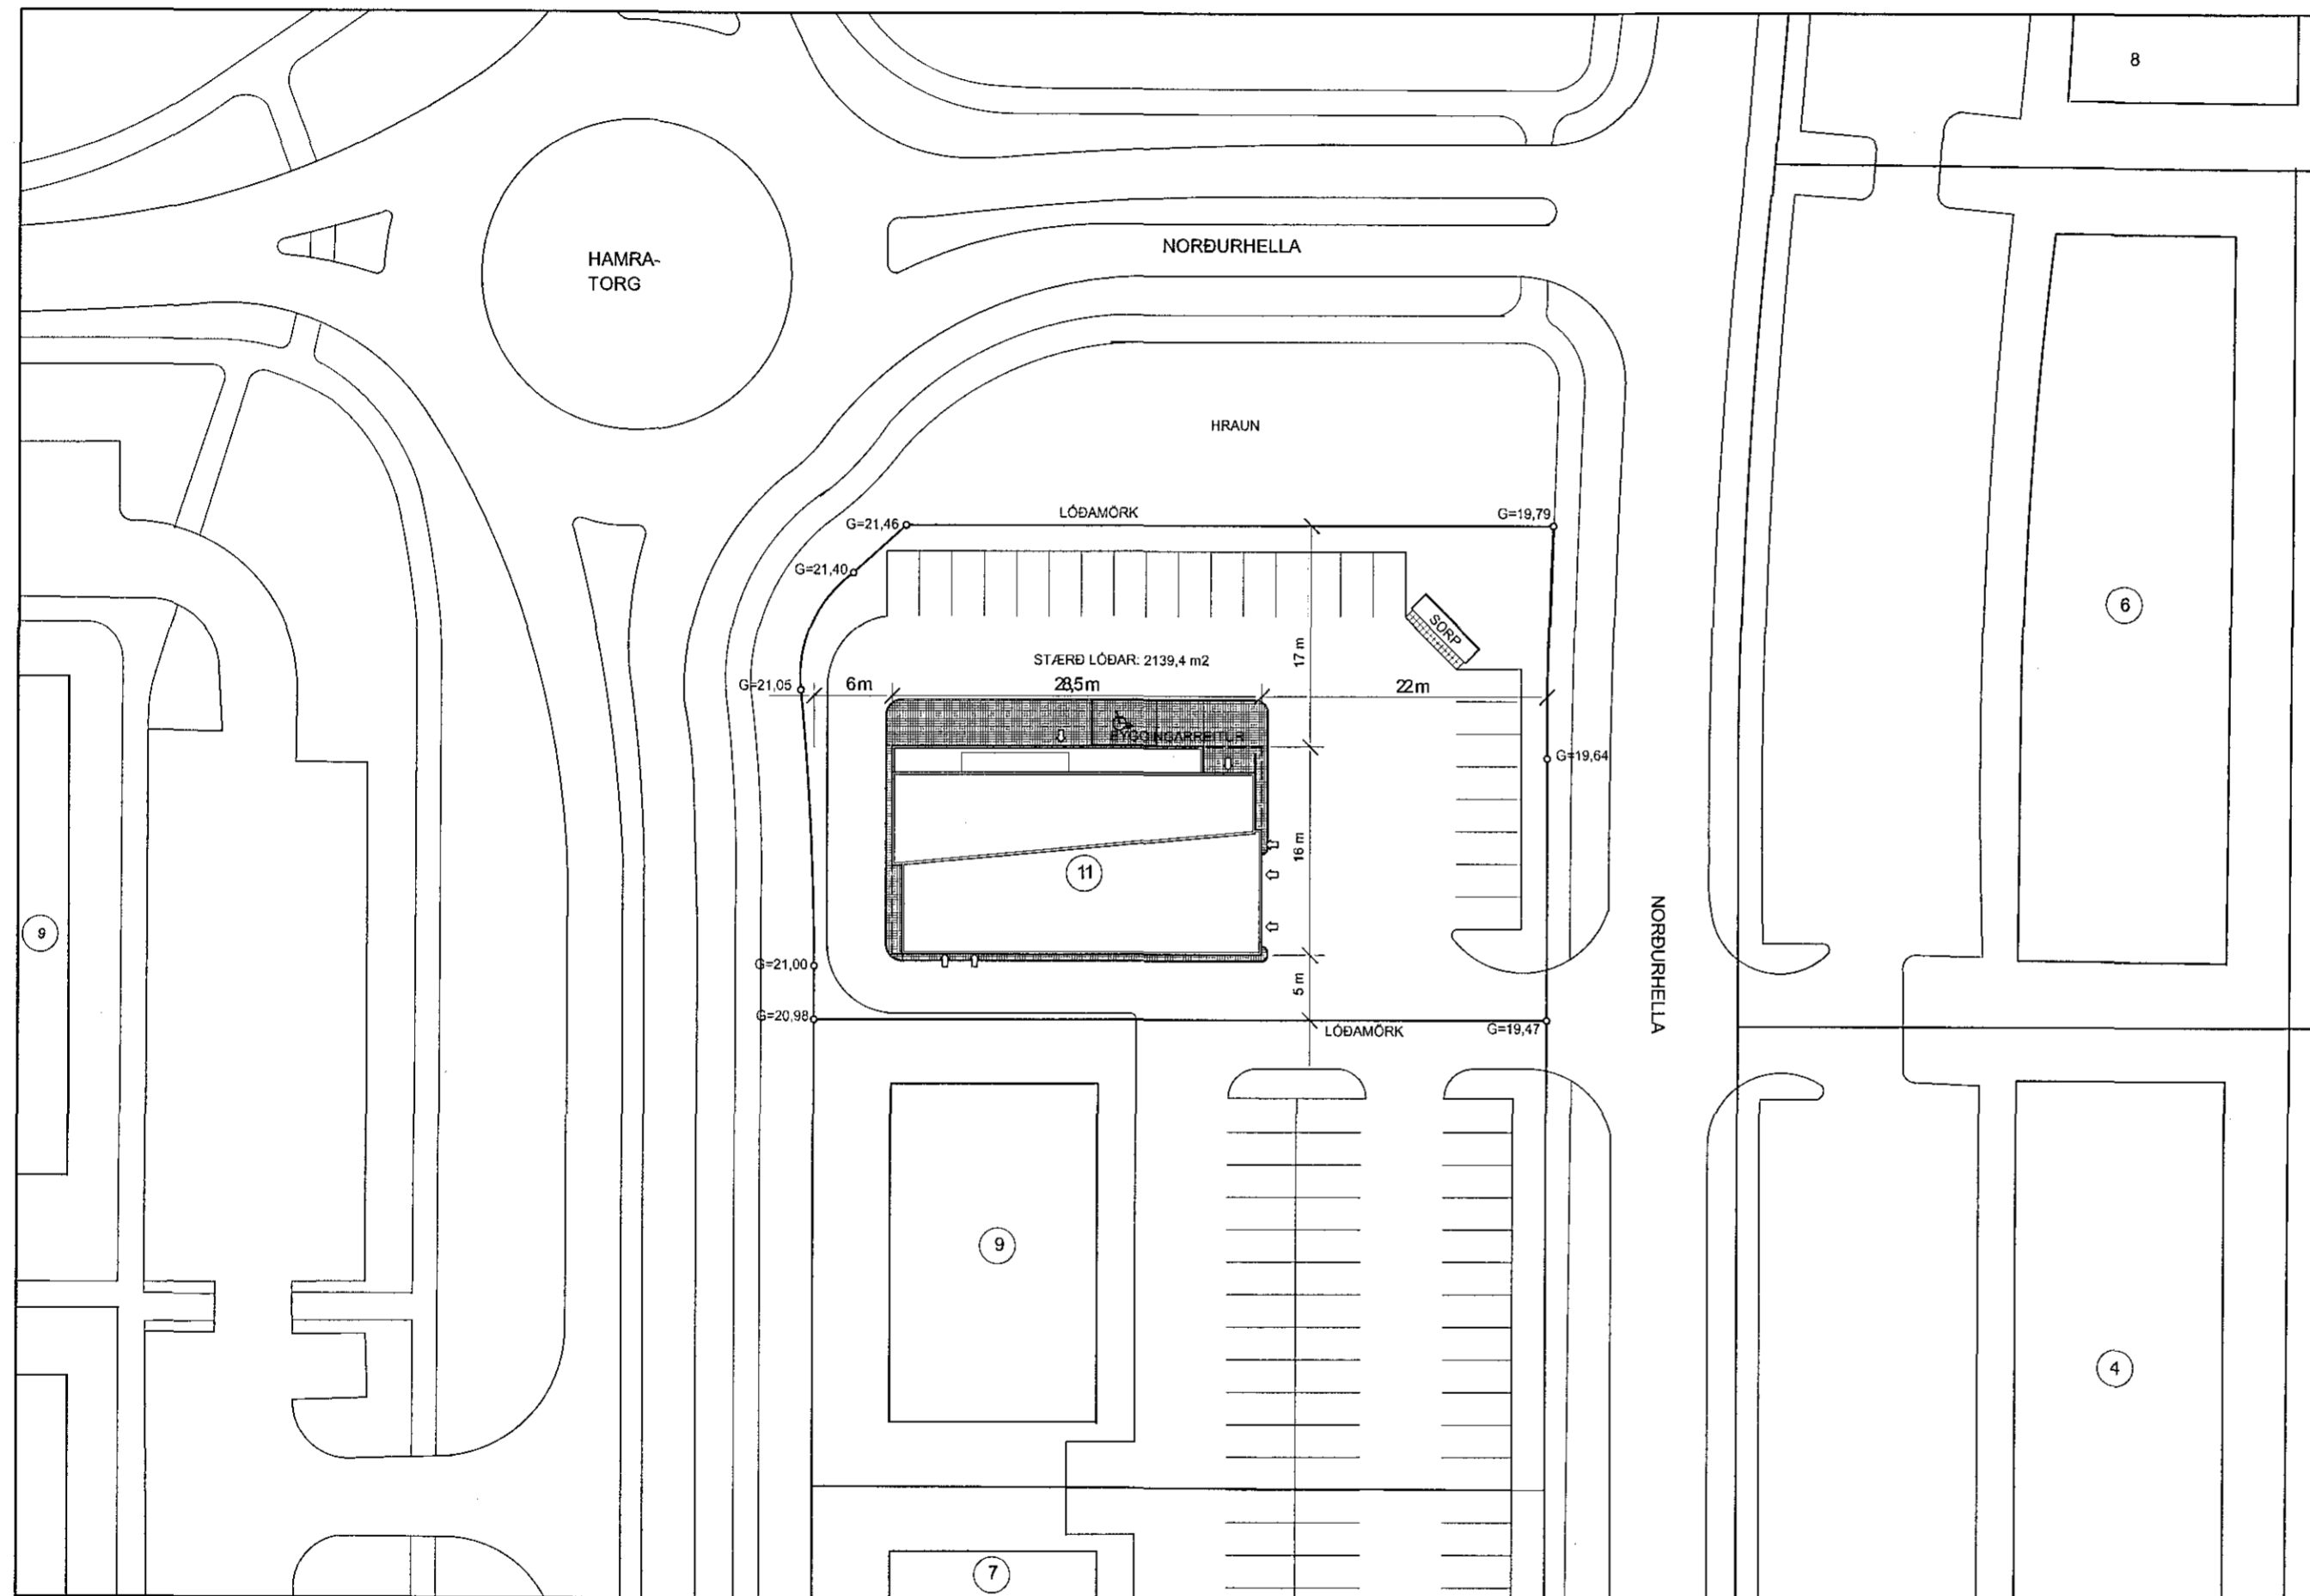 8
HAMRA-
TORG
NORÐURHELLA
HRAUN
LÓÐAMÖRK
G=21,46
G=19,79
G=21,40
6
SORP
17 m
STÆRÐ LÓÐAR: 2139,4 m2
G=21,05
6m
28,5m
22m
BYGGINGARREITUR
G=19,64
16 m
11
9
NORÐURHELLA
G=21,00
5 m
G=20,98
LÓÐAMÖRK
G=19,47
9
4
7